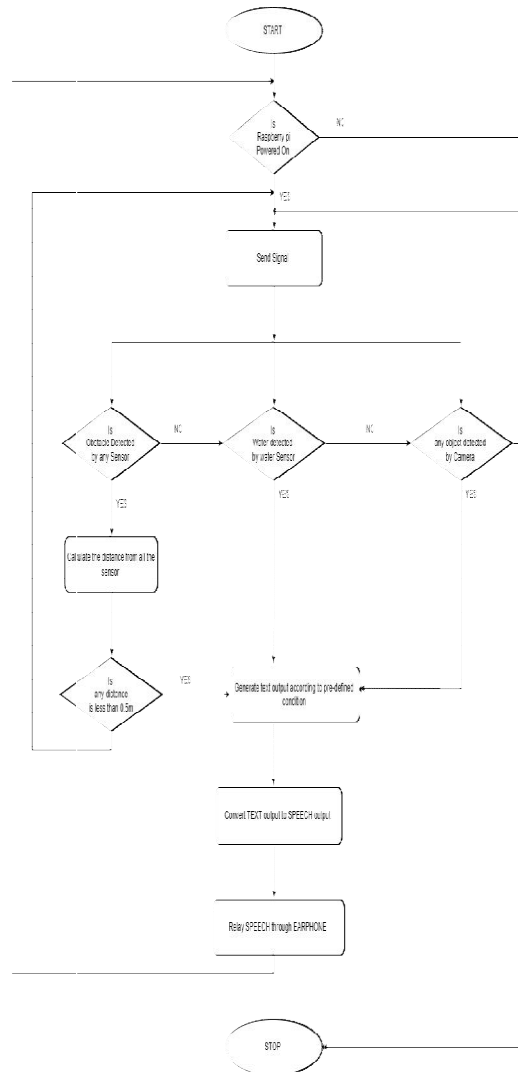 START
Is
Raspberry pi
Powered On
NO
YES
Send Signal
Is
Obstacle Detected
by any Sensor
NO
Is
Water detected
by water Sensor
NO
Is
any object detected
by Camera
YES
YES
YES
Calculate the distance from all the
sensor
Is
any distance
is less than 0.5m
YES
Generate text output according to pre-defined
condition
Convert TEXT output to SPEECH output
Relay SPEECH through EARPHONE
STOP